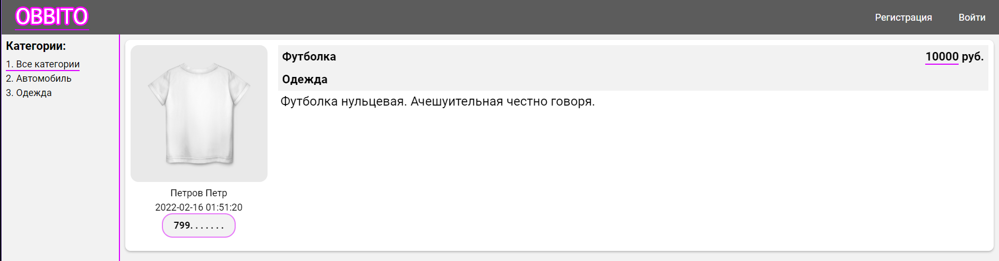 OBBITO
Регистрация
Войти
Категории:
1. Все категории
2. Автомобиль
3. Одежда
Футболка
10000 руб.
Одежда
Футболка нульцевая. Ачешуительная честно говоря.
Петров Петр
2022-02-16 01:51:20
799. . . . . . .